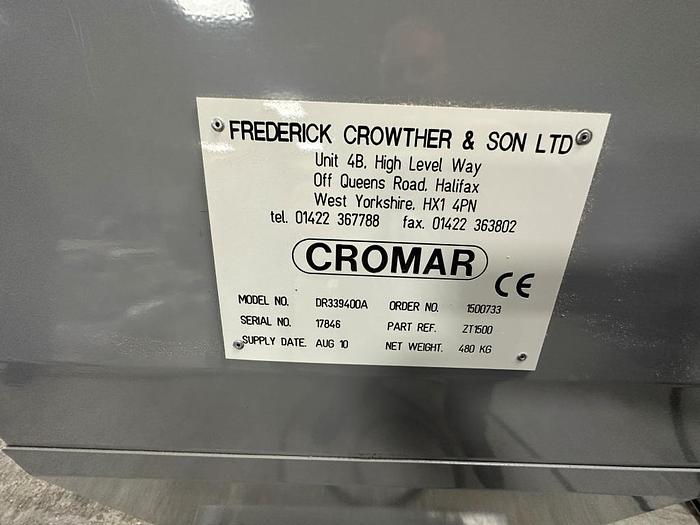 FREDERICK CROWTHER & SON LTD
Unit 4B, High Level Way
Off Queens Road, Halifax
West Yorkshire, HX1 4PN
tel. 01422 367788 fax. 01422 363802
CROMAR
CE
MODEL NO. DR339400A ORDER NO. 1500733
SERIAL NO. 17846 PART REF. ZT1500
SUPPLY DATE. AUG 10 NET WEIGHT. 480 KG